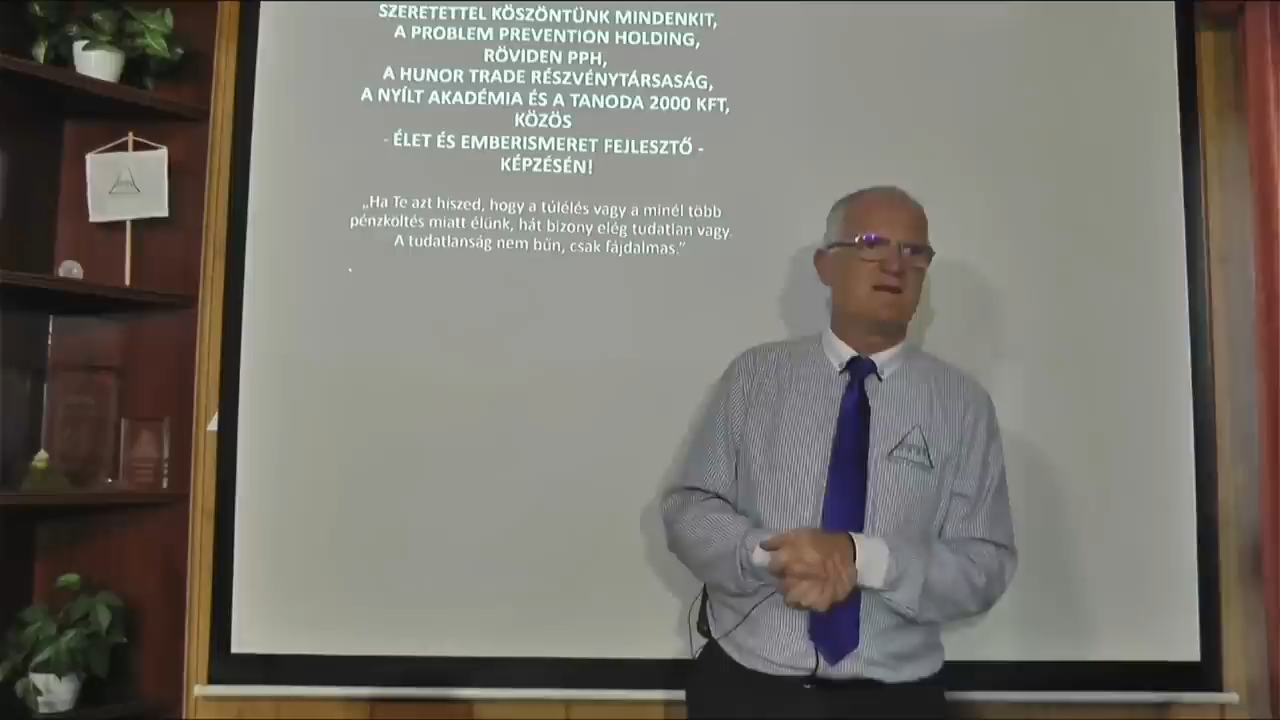 SZERETETTEL KÖSZÖNTÜNK MINDENKIT,
A PROBLEM PREVENTION HOLDING,
RÖVIDEN PPH,
A HUNOR TRADE RÉSZVÉNYTÁRSASÁG,
A NYÍLT AKADÉMIA ÉS A TANODA 2000 KFT,
KÖZÖS
- ÉLET ÉS EMBERISMERET FEJLESZTŐ -
KÉPZÉSÉN!
„Ha Te azt hiszed, hogy a túlélés vagy a minél több
pénzköltés miatt élünk, hát bizony elég tudatlan vagy.
A tudatlanság nem bűn, csak fájdalmas.”